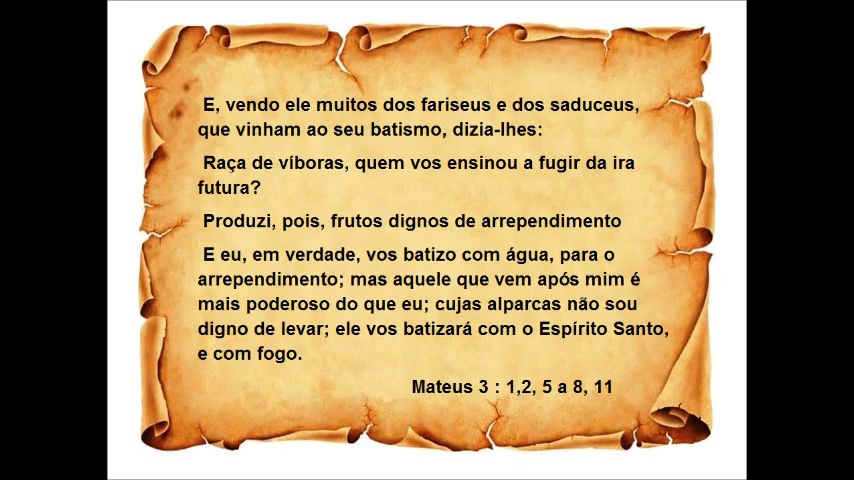 E, vendo ele muitos dos fariseus e dos saduceus,
que vinham ao seu batismo, dizia-lhes:
Raça de víboras, quem vos ensinou a fugir da ira
futura?
Produzi, pois, frutos dignos de arrependimento
E eu, em verdade, vos batizo com água, para o
arrependimento; mas aquele que vem após mim é
mais poderoso do que eu; cujas alparcas não sou
digno de levar; ele vos batizará com o Espírito Santo,
e com fogo.
Mateus 3 : 1,2, 5 a 8, 11